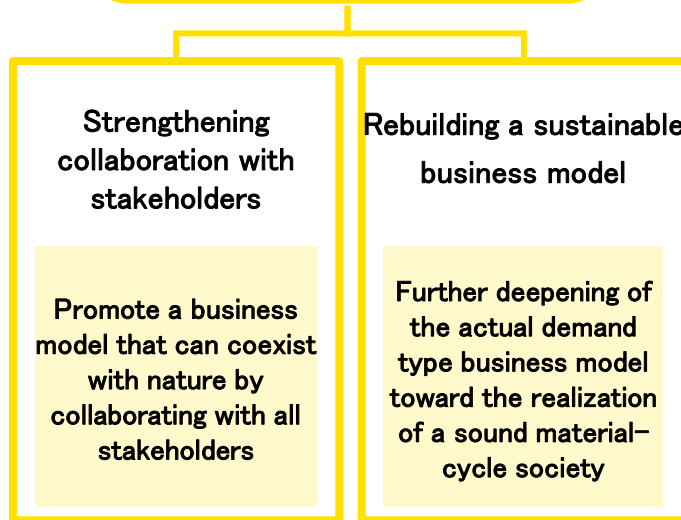 Strengthening
collaboration with
stakeholders
Promote a business
model that can coexist
with nature by
collaborating with all
stakeholders
Rebuilding a sustainable
business model
Further deepening of
the actual demand
type business model
toward the realization
of a sound material-
cycle society